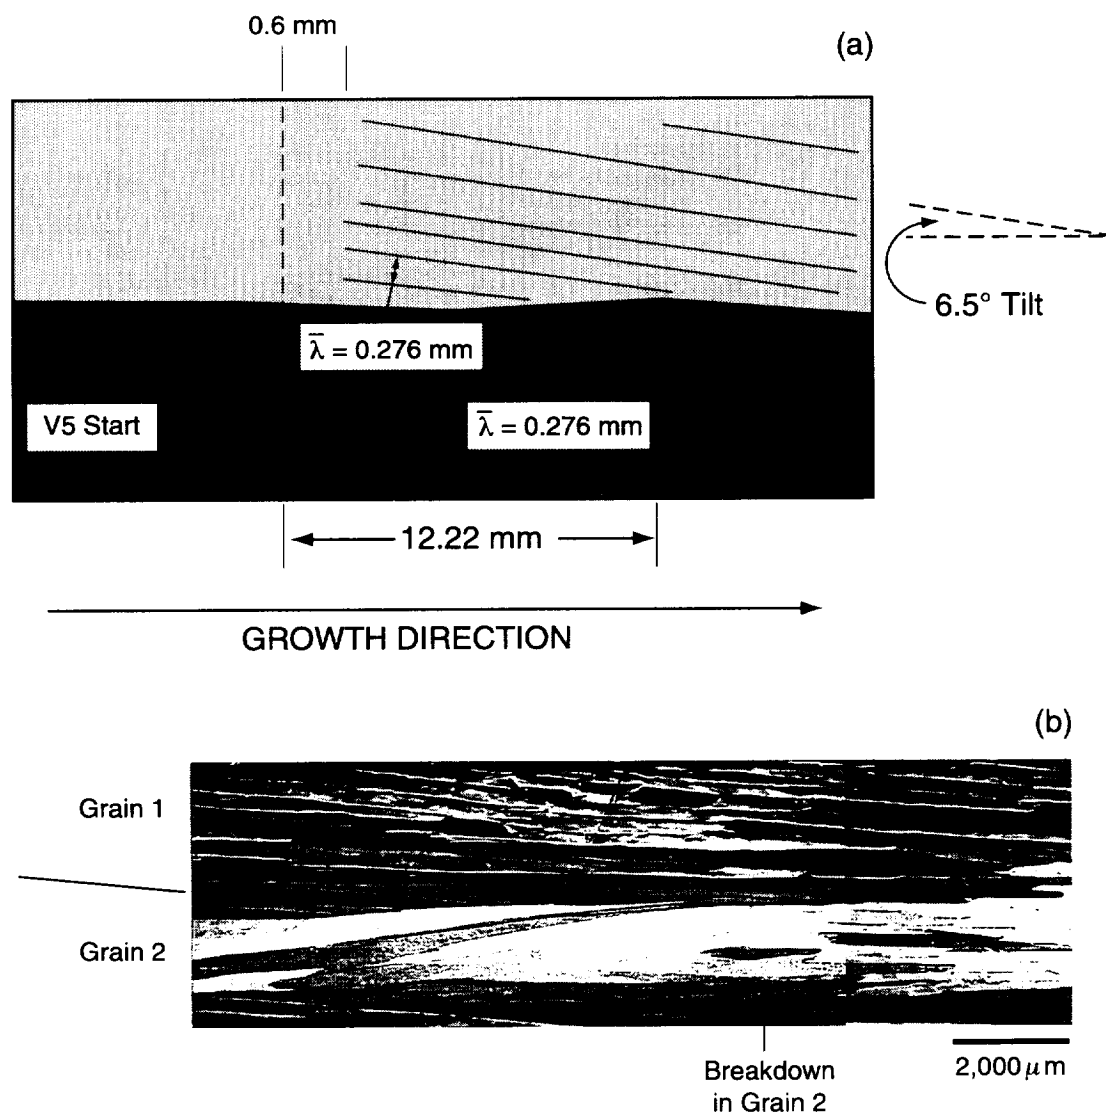 0.6 mm
(a)
6.5° Tilt
λ̅ = 0.276 mm
V5 Start
λ̅ = 0.276 mm
12.22 mm
GROWTH DIRECTION
(b)
Grain 1
Grain 2
Breakdown
in Grain 2
2,000 μm